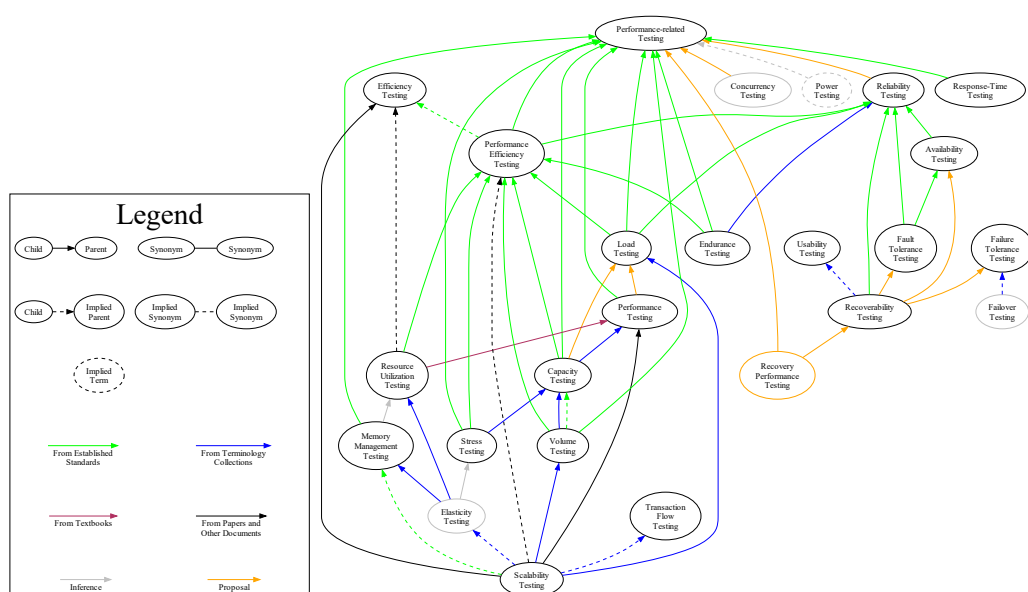 Legend
Child
Parent
Synonym
Synonym
Child
Implied
Parent
Implied
Synonym
Implied
Synonym
Implied
Term
From Established
Standards
From Terminology
Collections
From Textbooks
From Papers and
Other Documents
Inference
Proposal
Performance-related
Testing
Efficiency
Testing
Concurrency
Testing
Power
Testing
Reliability
Testing
Response-Time
Testing
Performance
Efficiency
Testing
Availability
Testing
Load
Testing
Endurance
Testing
Usability
Testing
Fault
Tolerance
Testing
Failure
Tolerance
Testing
Performance
Testing
Recoverability
Testing
Failover
Testing
Resource
Utilization
Testing
Capacity
Testing
Recovery
Performance
Testing
Memory
Management
Testing
Stress
Testing
Volume
Testing
Elasticity
Testing
Transaction
Flow
Testing
Scalability
Testing